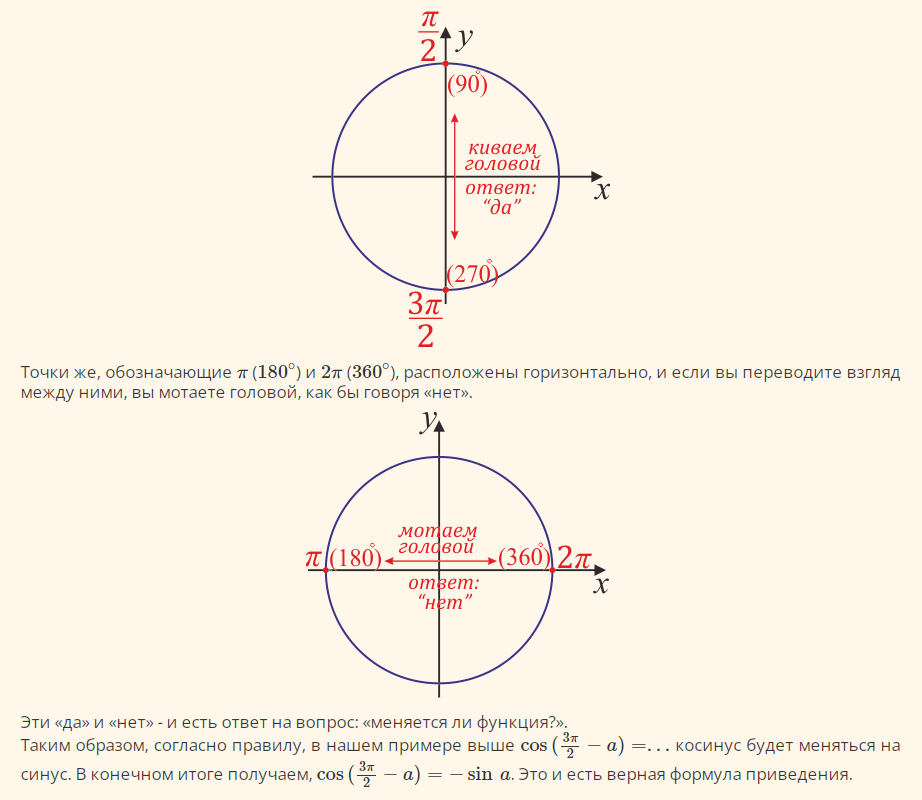 π/2
y
(90°)
киваем
головой
ответ:
“да”
x
(270°)
3π/2
Точки же, обозначающие π (180°) и 2π (360°), расположены горизонтально, и если вы переводите взгляд
между ними, вы мотаете головой, как бы говоря «нет».
y
мотаем
головой
π (180°) (360°) 2π
ответ:
“нет”
x
Эти «да» и «нет» - и есть ответ на вопрос: «меняется ли функция?».
Таким образом, согласно правилу, в нашем примере выше cos (3π/2 − a) =… косинус будет меняться на
синус. В конечном итоге получаем, cos (3π/2 − a) = − sin a. Это и есть верная формула приведения.